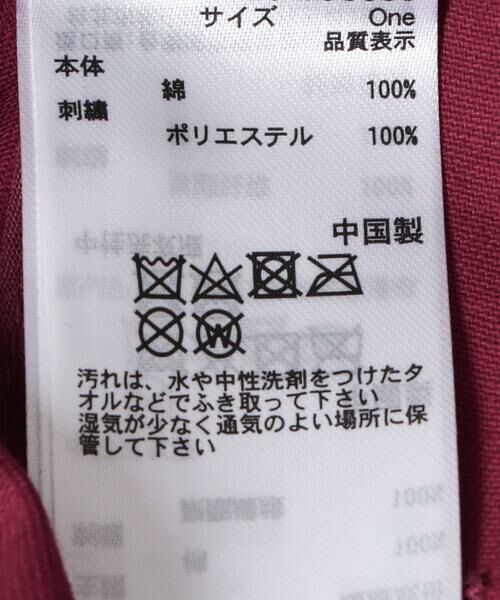 サイズ One
品質表示
本体
綿 100%
刺繍
ポリエステル 100%
中国製
汚れは、水や中性洗剤をつけたタ
オルなどでふき取って下さい
湿気が少なく通気のよい場所に保
管して下さい